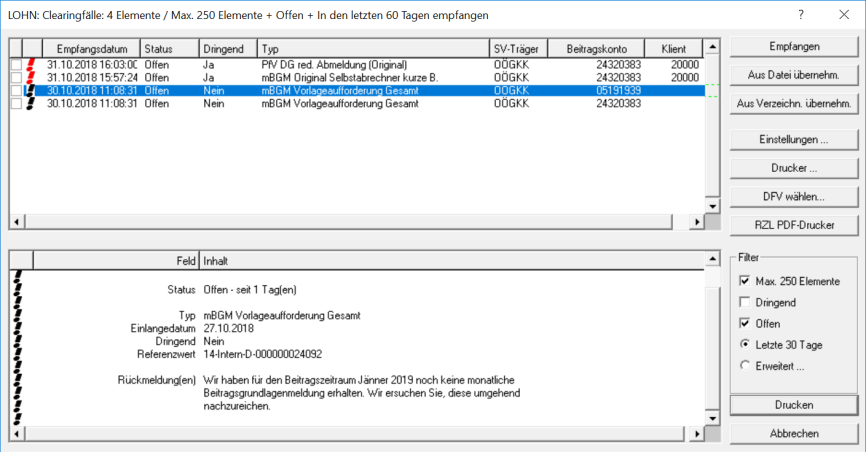 LOHN: Clearingfälle: 4 Elemente / Max. 250 Elemente + Offen + In den letzten 60 Tagen empfangen
Empfangsdatum Status Dringend Typ SV-Träger Beitragskonto Klient
31.10.2018 16:03:00 Offen Ja PfV DG red. Abmeldung (Original) OÖGKK 24320383 20000
31.10.2018 15:57:24 Offen Ja mBGM Original Selbstabrechner kurze B. OÖGKK 24320383 20000
30.10.2018 11:08:31 Offen Nein mBGM Vorlageaufforderung Gesamt OÖGKK 05191939
30.10.2018 11:08:31 Offen Nein mBGM Vorlageaufforderung Gesamt OÖGKK 24320383
Empfangen
Aus Datei übernehm.
Aus Verzeichn. übernehm.
Einstellungen ...
Drucker ...
DFV wählen...
RZL PDF-Drucker
Feld Inhalt
Status Offen - seit 1 Tag(en)
Typ mBGM Vorlageaufforderung Gesamt
Einlangedatum 27.10.2018
Dringend Nein
Referenzwert 14-Intern-D-000000024092
Rückmeldung(en) Wir haben für den Beitragszeitraum Jänner 2019 noch keine monatliche
Beitragsgrundlagenmeldung erhalten. Wir ersuchen Sie, diese umgehend
nachzureichen.
Filter
Max. 250 Elemente
Dringend
Offen
Letzte 30 Tage
Erweitert ...
Drucken
Abbrechen